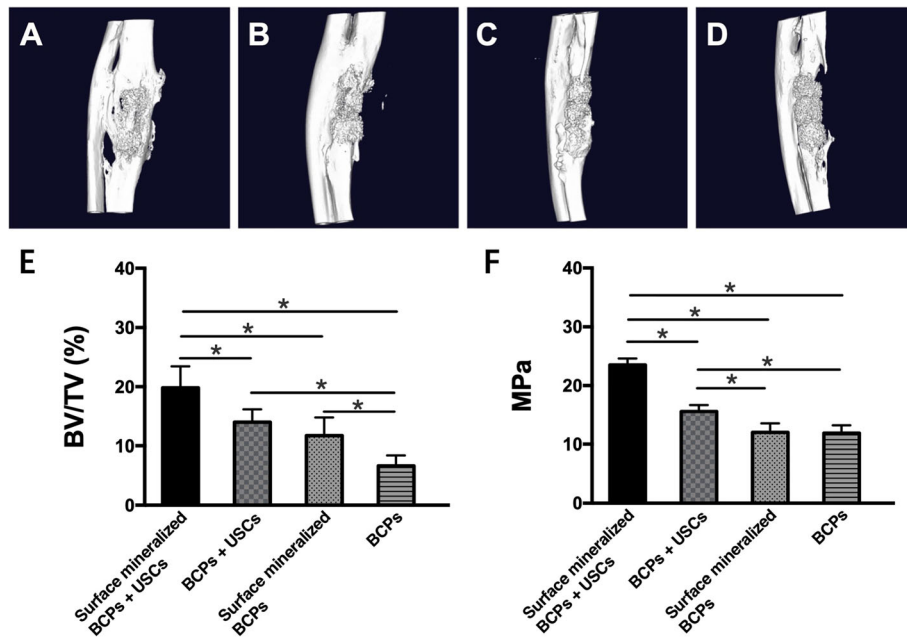 A
B
C
D
E
BV/TV (%)
40
30
20
10
0
*
*
*
*
*
Surface mineralized
BCPs + USCs
BCPs + USCs
Surface mineralized
BCPs
BCPs
F
MPa
40
30
20
10
0
*
*
*
*
*
Surface mineralized
BCPs + USCs
BCPs + USCs
Surface mineralized
BCPs
BCPs